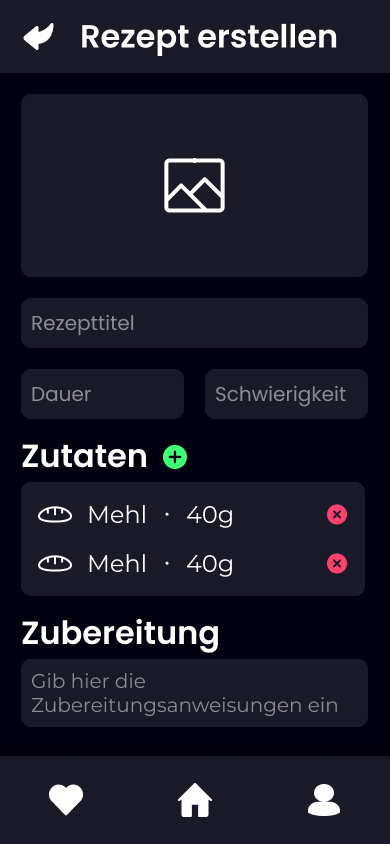 Rezept erstellen
Rezepttitel
Dauer
Schwierigkeit
Zutaten
Mehl · 40g
Mehl · 40g
Zubereitung
Gib hier die
Zubereitungsanweisungen ein